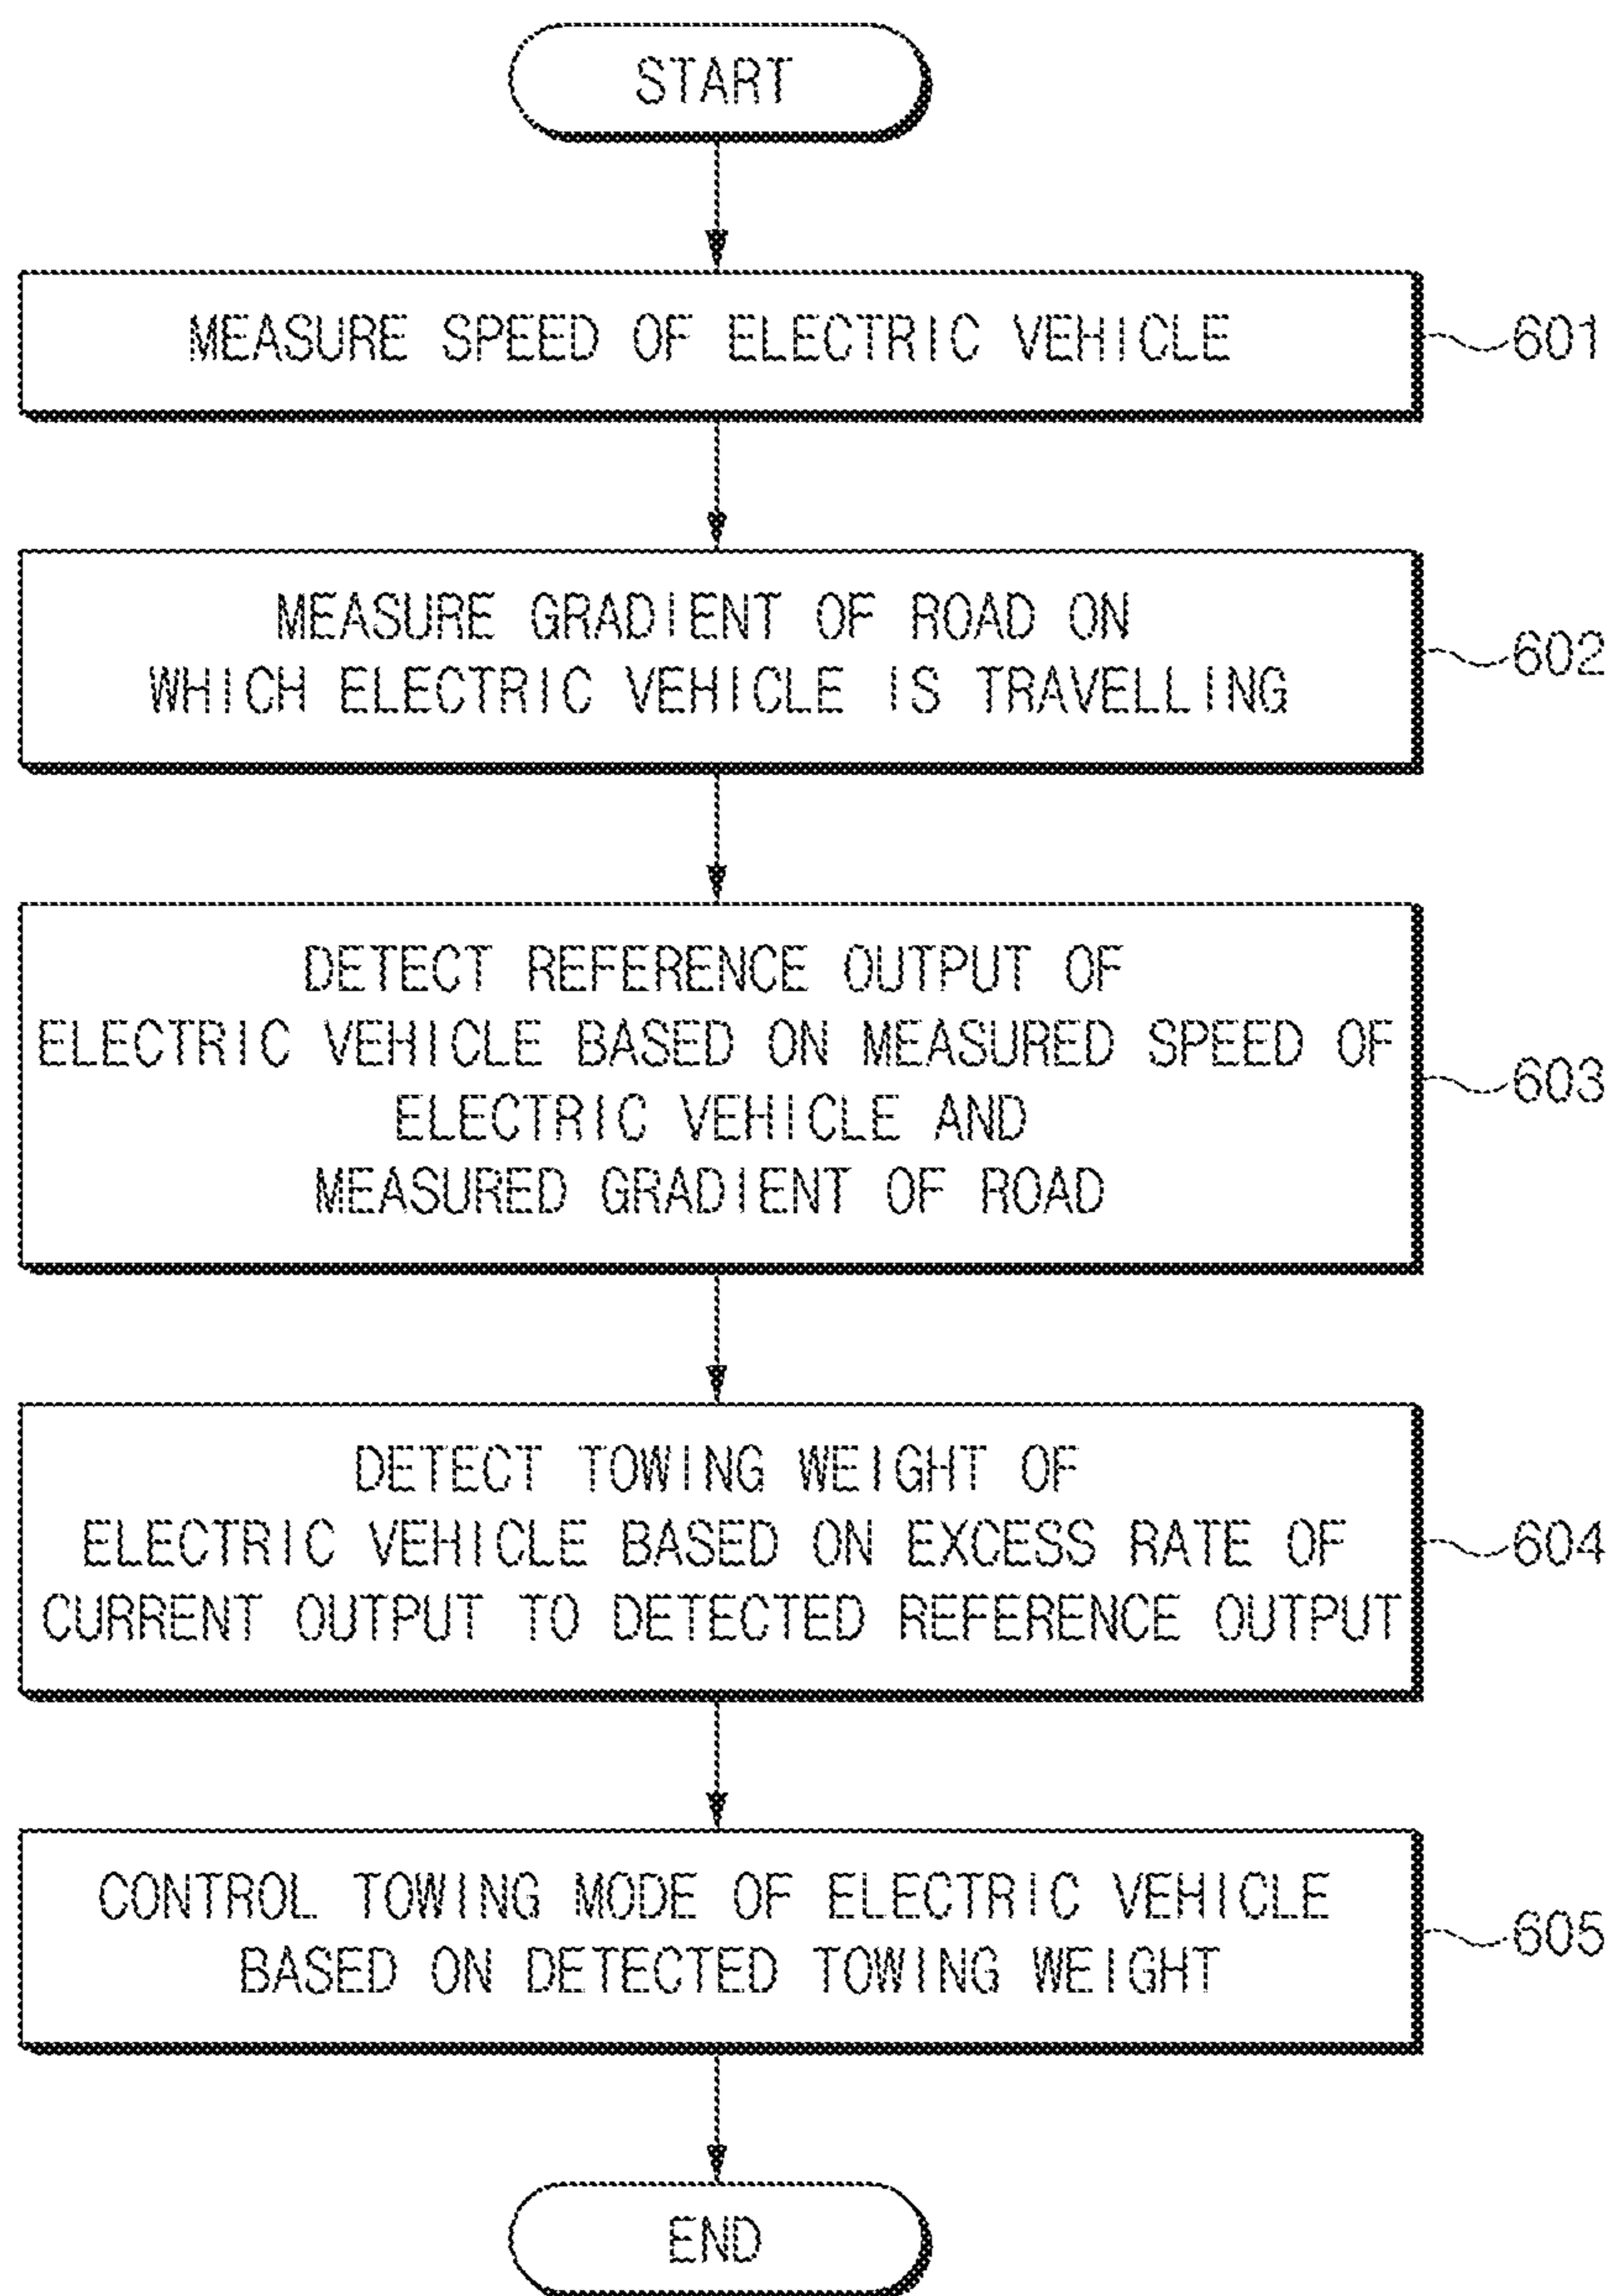 START
MEASURE SPEED OF ELECTRIC VEHICLE
601
MEASURE GRADIENT OF ROAD ON
WHICH ELECTRIC VEHICLE IS TRAVELLING
602
DETECT REFERENCE OUTPUT OF
ELECTRIC VEHICLE BASED ON MEASURED SPEED OF
ELECTRIC VEHICLE AND
MEASURED GRADIENT OF ROAD
603
DETECT TOWING WEIGHT OF
ELECTRIC VEHICLE BASED ON EXCESS RATE OF
CURRENT OUTPUT TO DETECTED REFERENCE OUTPUT
604
CONTROL TOWING MODE OF ELECTRIC VEHICLE
BASED ON DETECTED TOWING WEIGHT
605
END